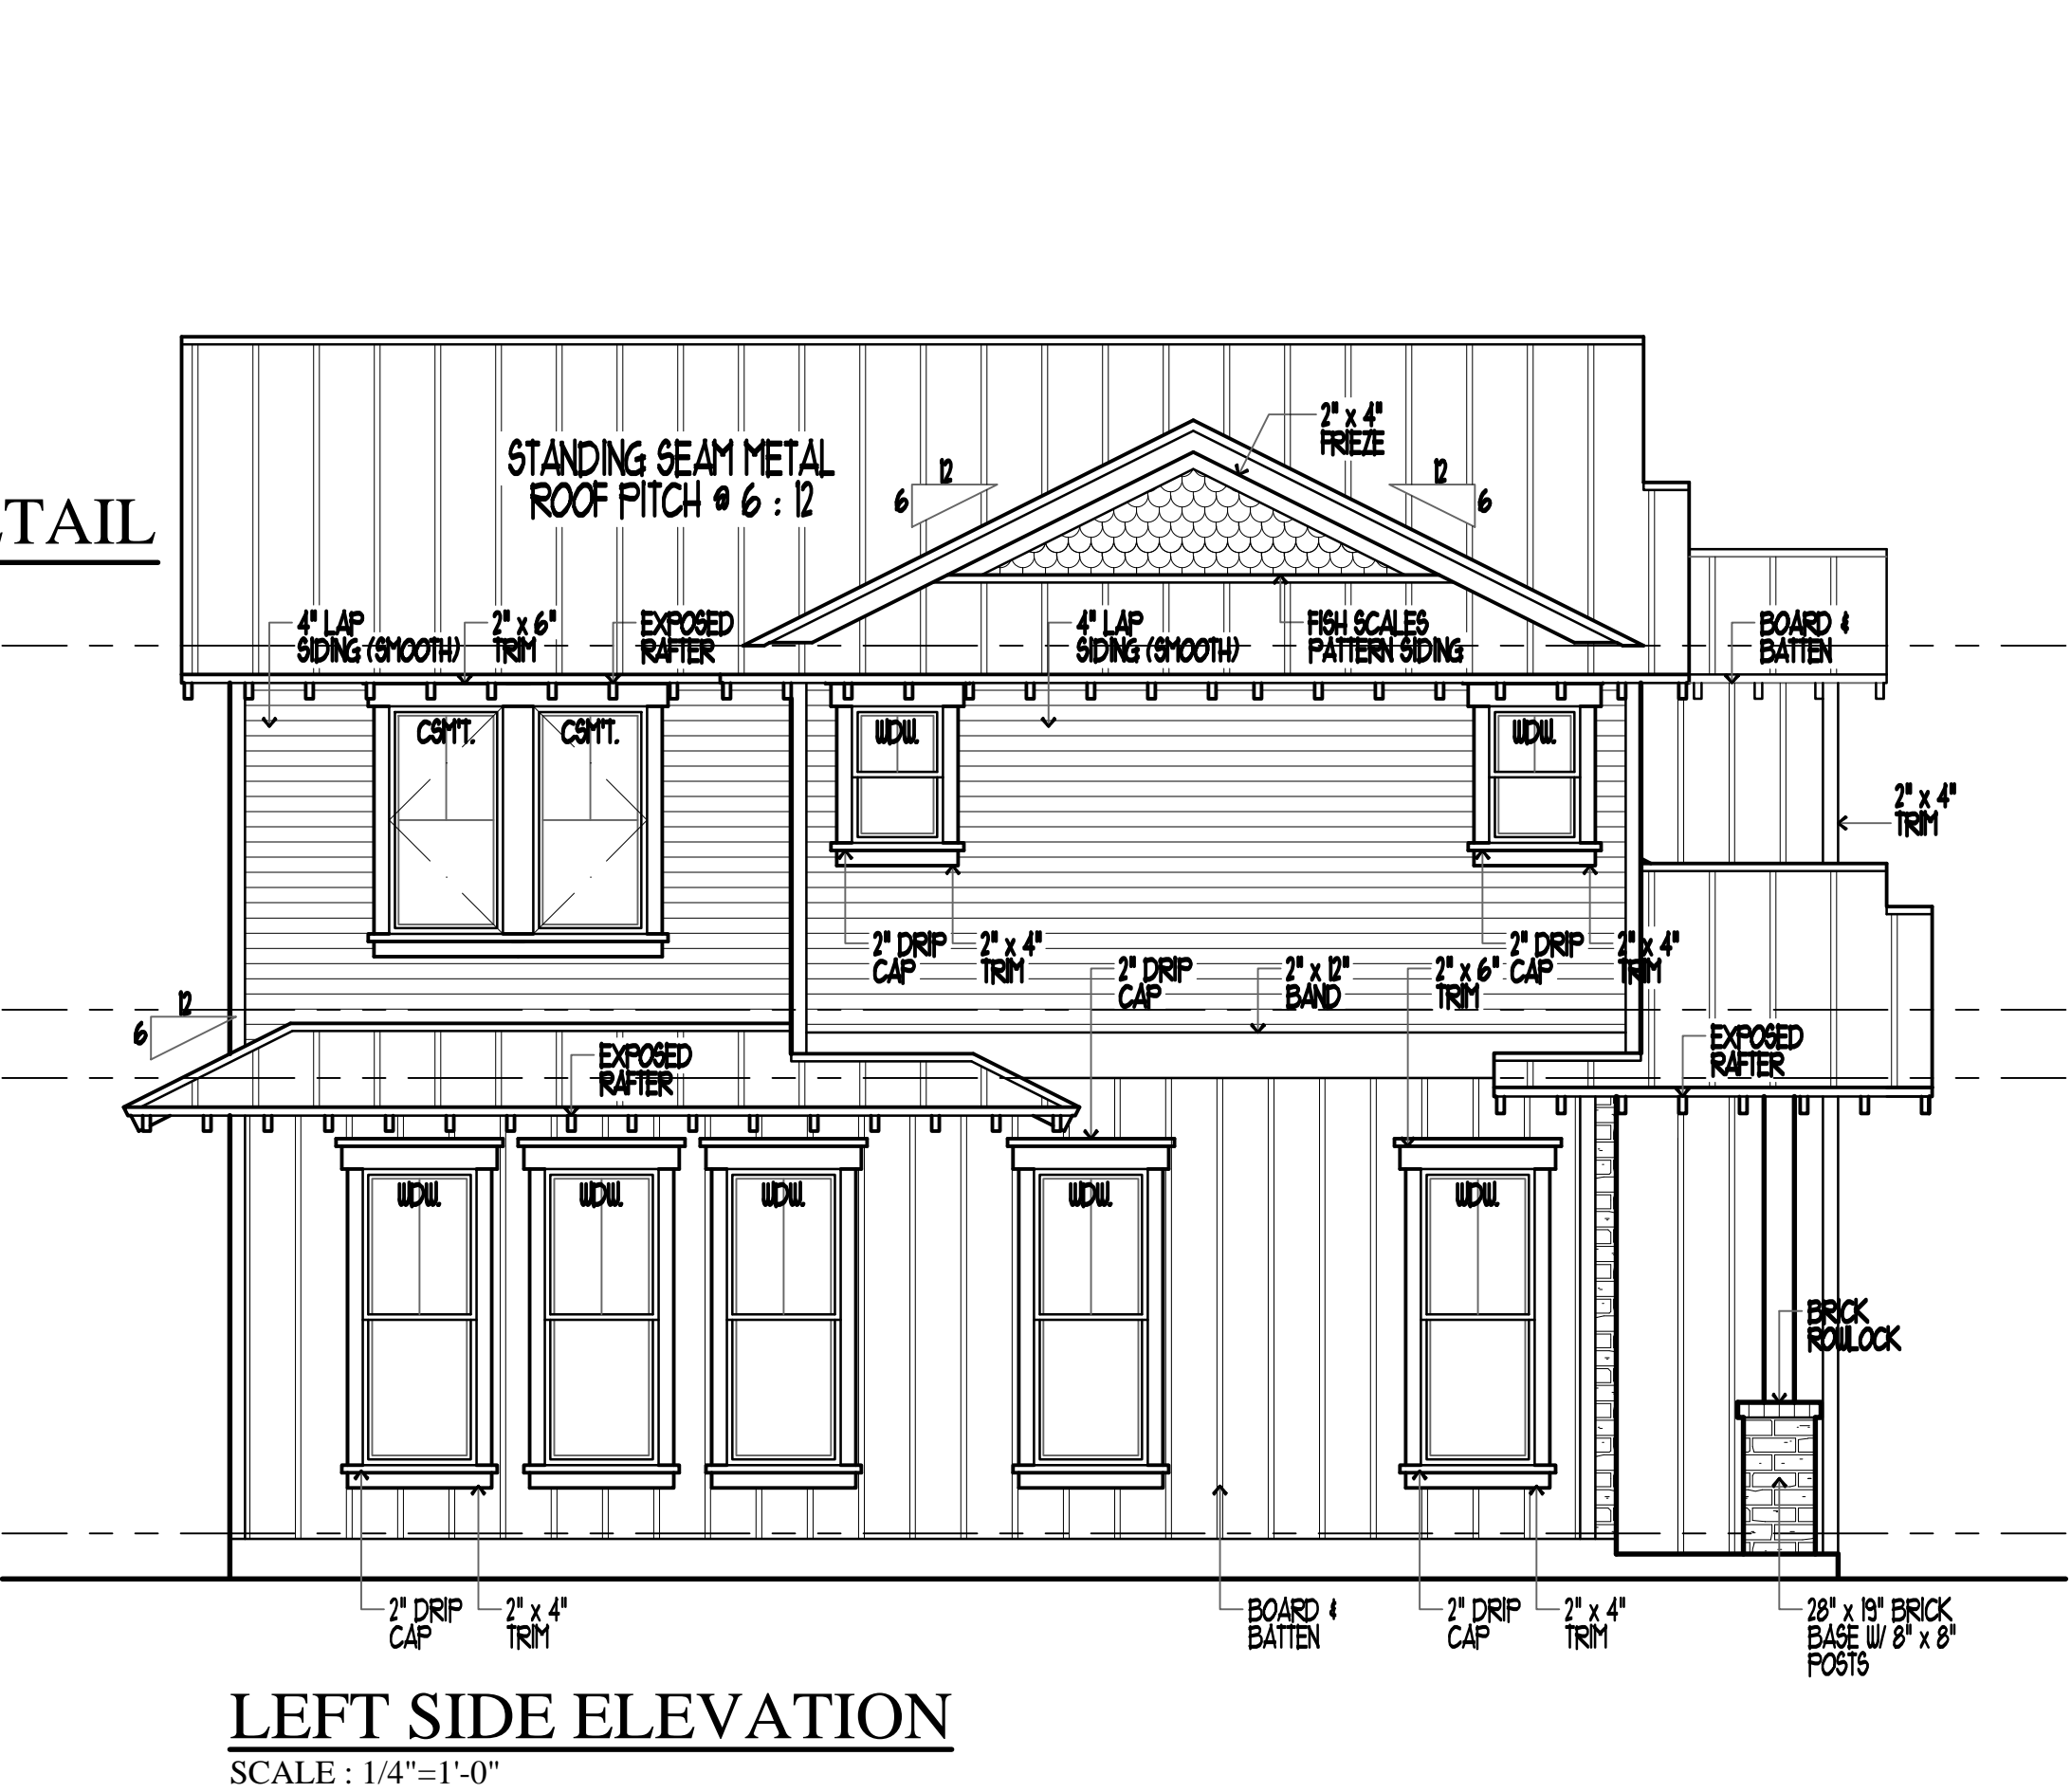 ETAIL
2" x 4"
FRIEZE
STANDING SEAM METAL
ROOF PITCH @ 6 : 12
12
6
12
6
4" LAP
SIDING (SMOOTH)
2" x 6"
TRIM
EXPOSED
RAFTER
4" LAP
SIDING (SMOOTH)
FISH SCALES
PATTERN SIDING
BOARD &
BATTEN
CSM'T.
CSM'T.
WDW.
WDW.
2" x 4"
TRIM
2" DRIP
CAP
2" x 4"
TRIM
2" DRIP
CAP
2" x 4"
TRIM
2" DRIP
CAP
2" x 12"
BAND
2" x 6"
TRIM
12
6
EXPOSED
RAFTER
EXPOSED
RAFTER
WDW.
WDW.
WDW.
WDW.
WDW.
BRICK
ROWLOCK
2" DRIP
CAP
2" x 4"
TRIM
BOARD &
BATTEN
2" DRIP
CAP
2" x 4"
TRIM
28" x 19" BRICK
BASE W/ 8" x 8"
POSTS
LEFT SIDE ELEVATION
SCALE : 1/4"=1'-0"